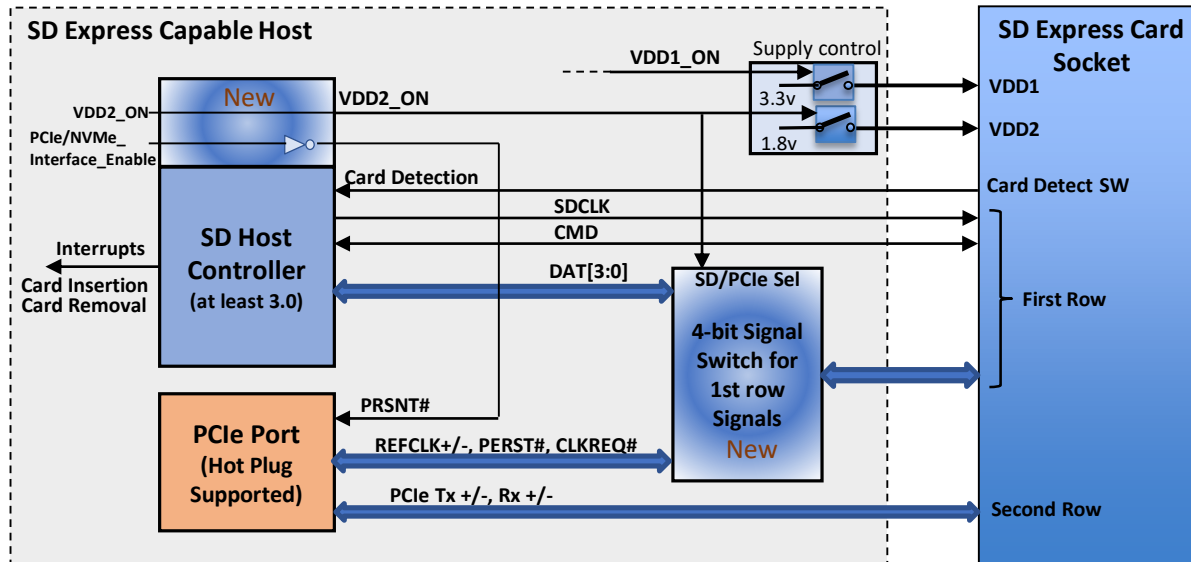 SD Express Capable Host
SD Express Card
Socket
Supply control
VDD1_ON
New
VDD2_ON
VDD2_ON
3.3v
VDD1
1.8v
VDD2
PCIe/NVMe_
Interface_Enable
Card Detection
Card Detect SW
SDCLK
CMD
SD Host
Controller
(at least 3.0)
Interrupts
Card Insertion
Card Removal
DAT[3:0]
SD/PCIe Sel
4-bit Signal
Switch for
1st row
Signals
New
First Row
PRSNT#
PCIe Port
(Hot Plug
Supported)
REFCLK+/-, PERST#, CLKREQ#
PCIe Tx +/-, Rx +/-
Second Row